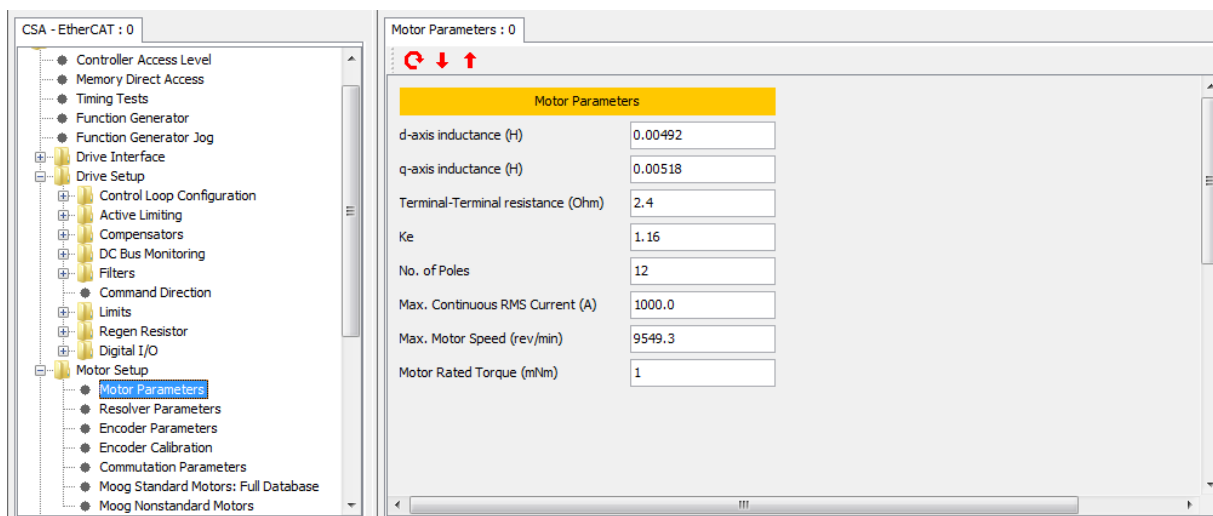 CSA - EtherCAT : 0
Controller Access Level
Memory Direct Access
Timing Tests
Function Generator
Function Generator Jog
Drive Interface
Drive Setup
Control Loop Configuration
Active Limiting
Compensators
DC Bus Monitoring
Filters
Command Direction
Limits
Regen Resistor
Digital I/O
Motor Setup
Motor Parameters
Resolver Parameters
Encoder Parameters
Encoder Calibration
Commutation Parameters
Moog Standard Motors: Full Database
Moog Nonstandard Motors
Motor Parameters : 0
Motor Parameters
d-axis inductance (H) 0.00492
q-axis inductance (H) 0.00518
Terminal-Terminal resistance (Ohm) 2.4
Ke 1.16
No. of Poles 12
Max. Continuous RMS Current (A) 1000.0
Max. Motor Speed (rev/min) 9549.3
Motor Rated Torque (mNm) 1